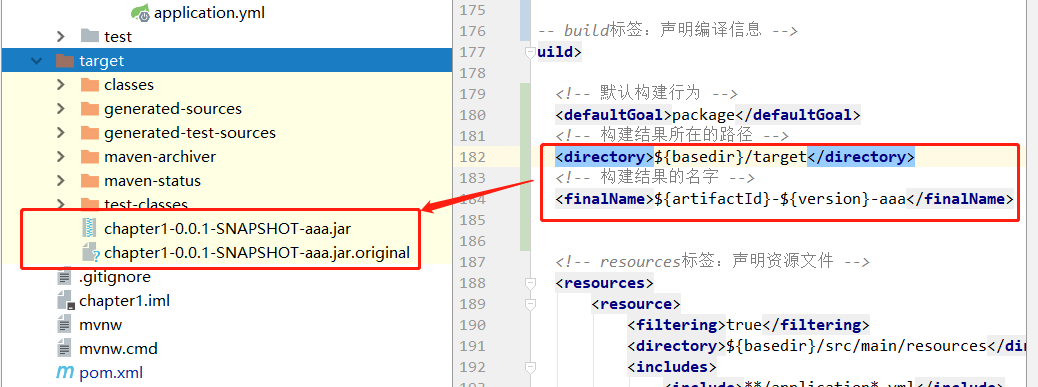 application.yml
test
target
classes
generated-sources
generated-test-sources
maven-archiver
maven-status
test-classes
chapter1-0.0.1-SNAPSHOT-aaa.jar
chapter1-0.0.1-SNAPSHOT-aaa.jar.original
.gitignore
chapter1.iml
mvnw
mvnw.cmd
pom.xml
175
176 -- build标签：声明编译信息 -->
177 uild>
178
179 <!-- 默认构建行为 -->
180 <defaultGoal>package</defaultGoal>
181 <!-- 构建结果所在的路径 -->
182 <directory>${basedir}/target</directory>
183 <!-- 构建结果的名字 -->
184 <finalName>${artifactId}-${version}-aaa</finalName>
185
186
187 <!-- resources标签：声明资源文件 -->
188 <resources>
189 <resource>
190 <filtering>true</filtering>
191 <directory>${basedir}/src/main/resources</di
192 <includes>
193 <include>**/application*.yml</include>